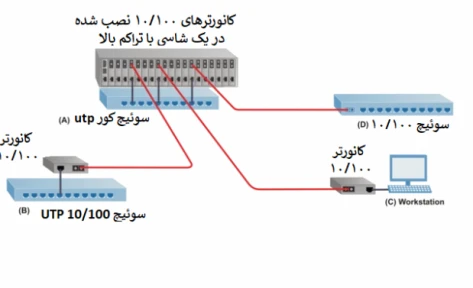 کانورترهای ۱۰/۱۰۰ نصب شده
در یک شاسی با تراکم بالا
(A) سوئیچ کور utp
(D) سوئیچ ۱۰/۱۰۰
کانورتر
۱۰/۱۰۰
کانورتر
۱۰/۱۰۰
(C) Workstation
(B) سوئیچ UTP 10/100